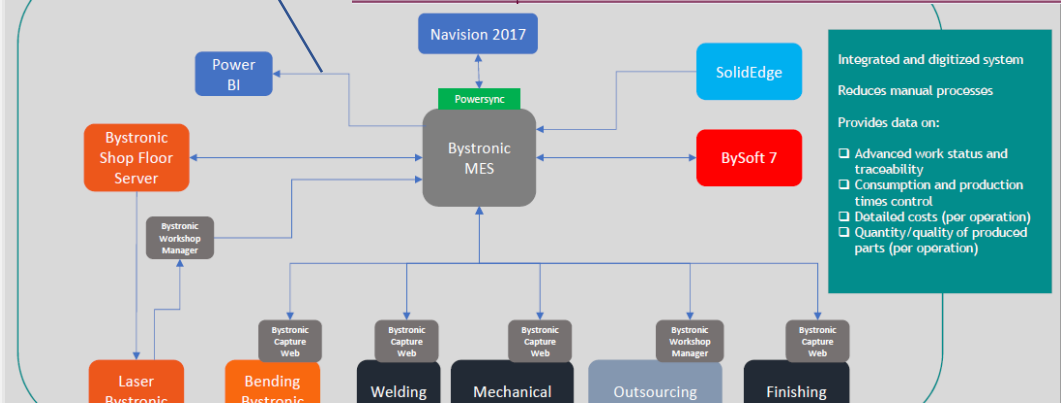 Navision 2017
Power
BI
SolidEdge
Powersync
Bystronic
MES
Bystronic
Shop Floor
Server
BySoft 7
Bystronic
Workshop
Manager
Integrated and digitized system
Reduces manual processes
Provides data on:
❑ Advanced work status and
traceability
❑ Consumption and production
times control
❑ Detailed costs (per operation)
❑ Quantity/quality of produced
parts (per operation)
Bystronic
Capture
Web
Bystronic
Capture
Web
Bystronic
Capture
Web
Bystronic
Workshop
Manager
Bystronic
Capture
Web
Laser
Bystronic
Bending
Bystronic
Welding
Mechanical
Outsourcing
Finishing